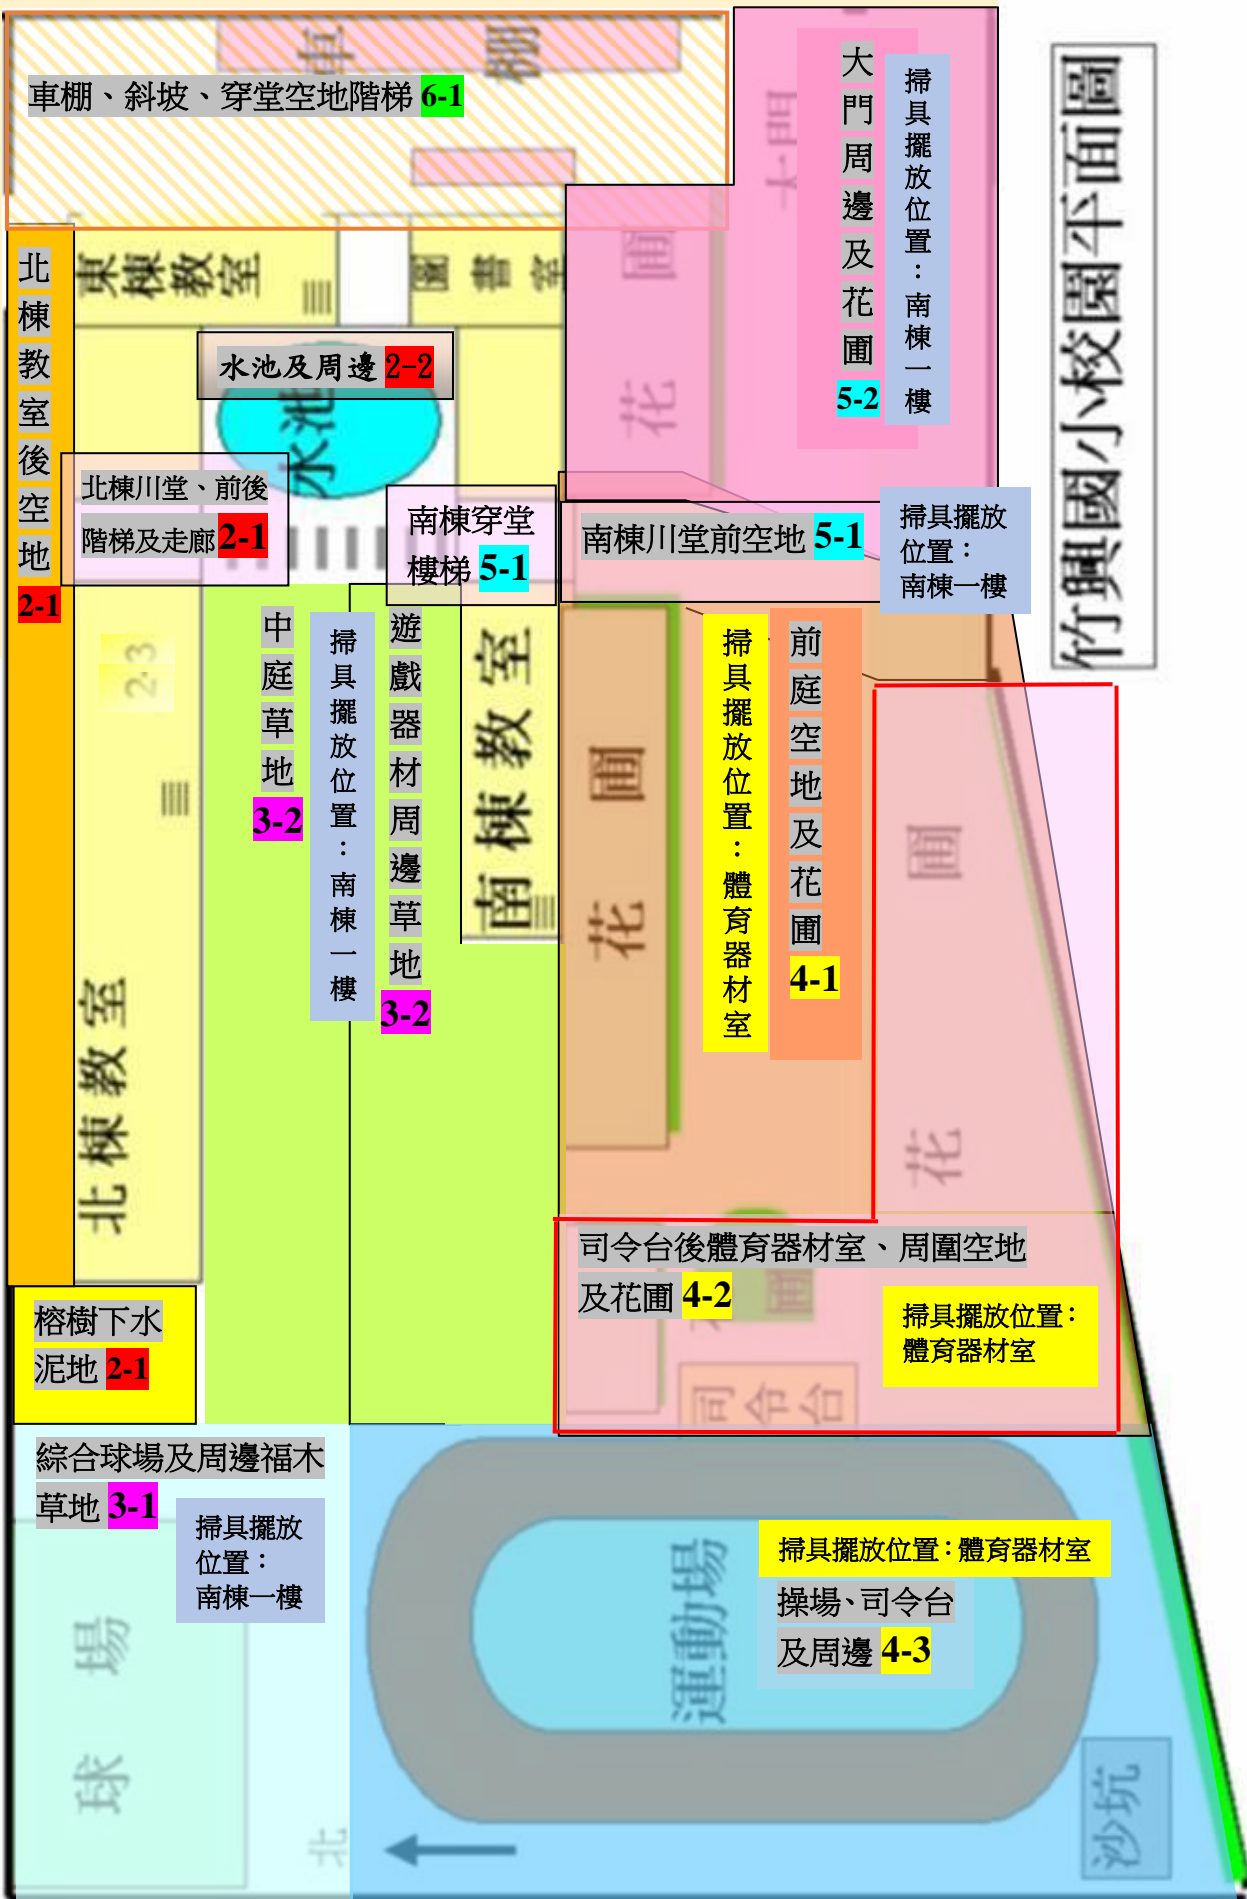 竹興國小校園平面圖
車棚
車棚、斜坡、穿堂空地階梯 6-1
大門
大門周邊及花圃 5-2
掃具擺放位置：南棟一樓
花圃
東棟教室
圖書室
北棟教室後空地 2-1
水池及周邊 2-2
水池
北棟川堂、前後
階梯及走廊 2-1
南棟穿堂
樓梯 5-1
南棟川堂前空地 5-1
掃具擺放
位置：
南棟一樓
2-3
中庭草地 3-2
掃具擺放位置：南棟一樓
遊戲器材周邊草地 3-2
南棟教室
花圃
掃具擺放位置：體育器材室
前庭空地及花圃 4-1
花圃
北棟教室
司令台後體育器材室、周圍空地
及花圃 4-2
掃具擺放位置：
體育器材室
圃
司令台
榕樹下水
泥地 2-1
綜合球場及周邊福木
草地 3-1
掃具擺放
位置：
南棟一樓
球場
運動場
掃具擺放位置：體育器材室
操場、司令台
及周邊 4-3
沙坑
北